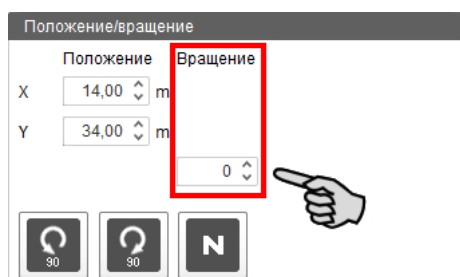 Положение/вращение
Положение Вращение
X 14,00 m
Y 34,00 m
0
90 90 N